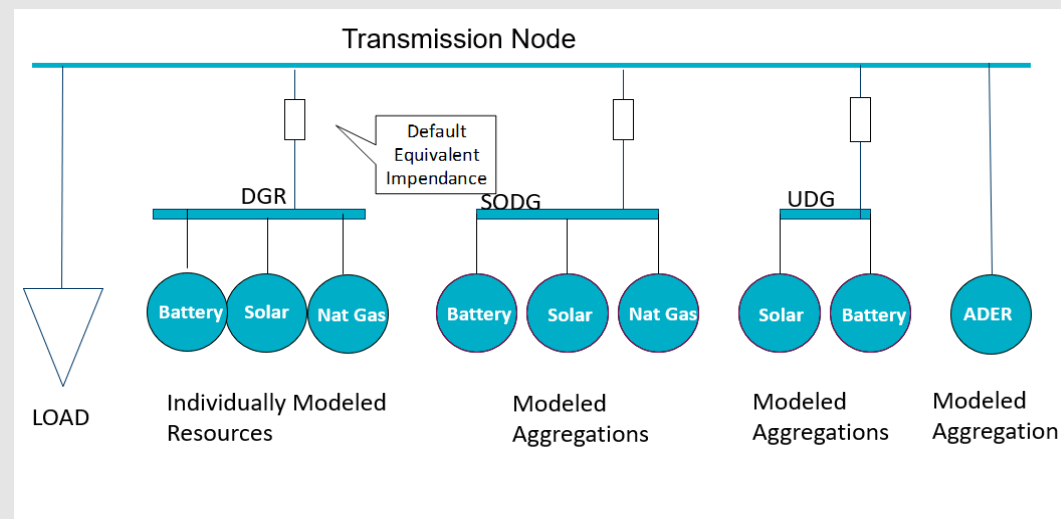 Transmission Node
Default
Equivalent
Impendance
DGR
SODG
UDG
Battery
Solar
Nat Gas
Battery
Solar
Nat Gas
Solar
Battery
ADER
LOAD
Individually Modeled
Resources
Modeled
Aggregations
Modeled
Aggregations
Modeled
Aggregation